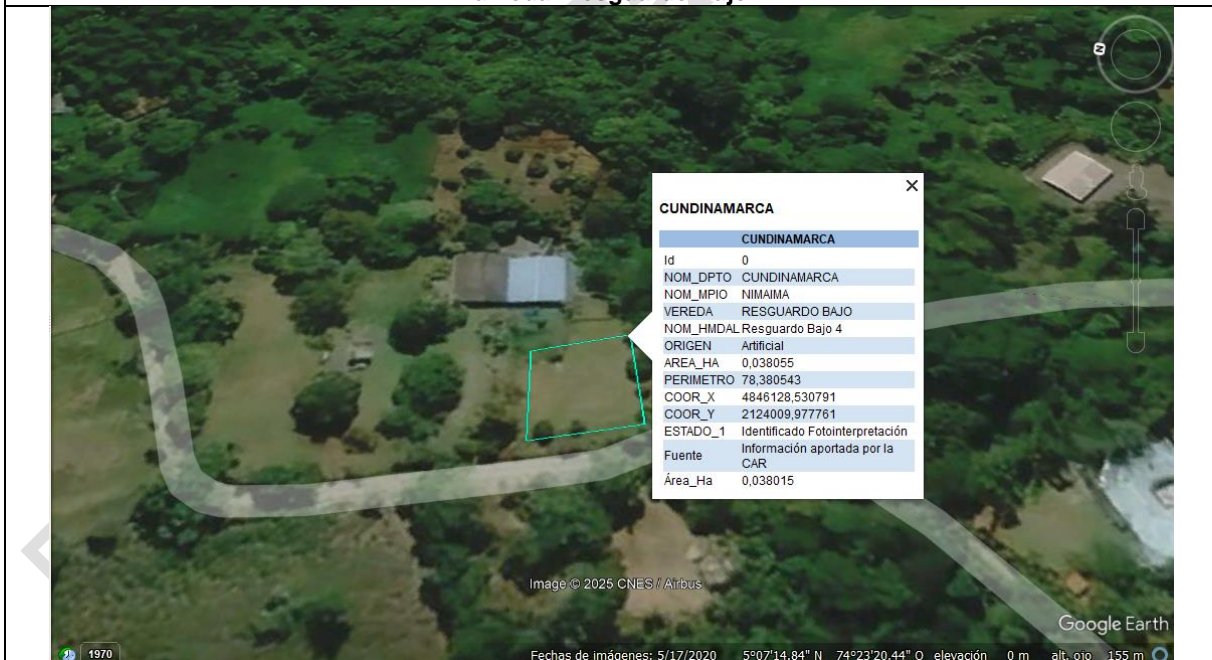 CUNDINAMARCA
CUNDINAMARCA
Id 0
NOM_DPTO CUNDINAMARCA
NOM_MPIO NIMAIMA
VEREDA RESGUARDO BAJO
NOM_HMDAL Resguardo Bajo 4
ORIGEN Artificial
AREA_HA 0,038055
PERIMETRO 78,380543
COOR_X 4846128,530791
COOR_Y 2124009,977761
ESTADO_1 Identificado Fotointerpretación
Fuente Información aportada por la
CAR
Área_Ha 0,038015
Image © 2025 CNES / Airbus
Google Earth
1970 Fechas de imágenes: 5/17/2020 5°07'14.84" N 74°23'20.44" O elevación 0 m alt. ojo 155 m